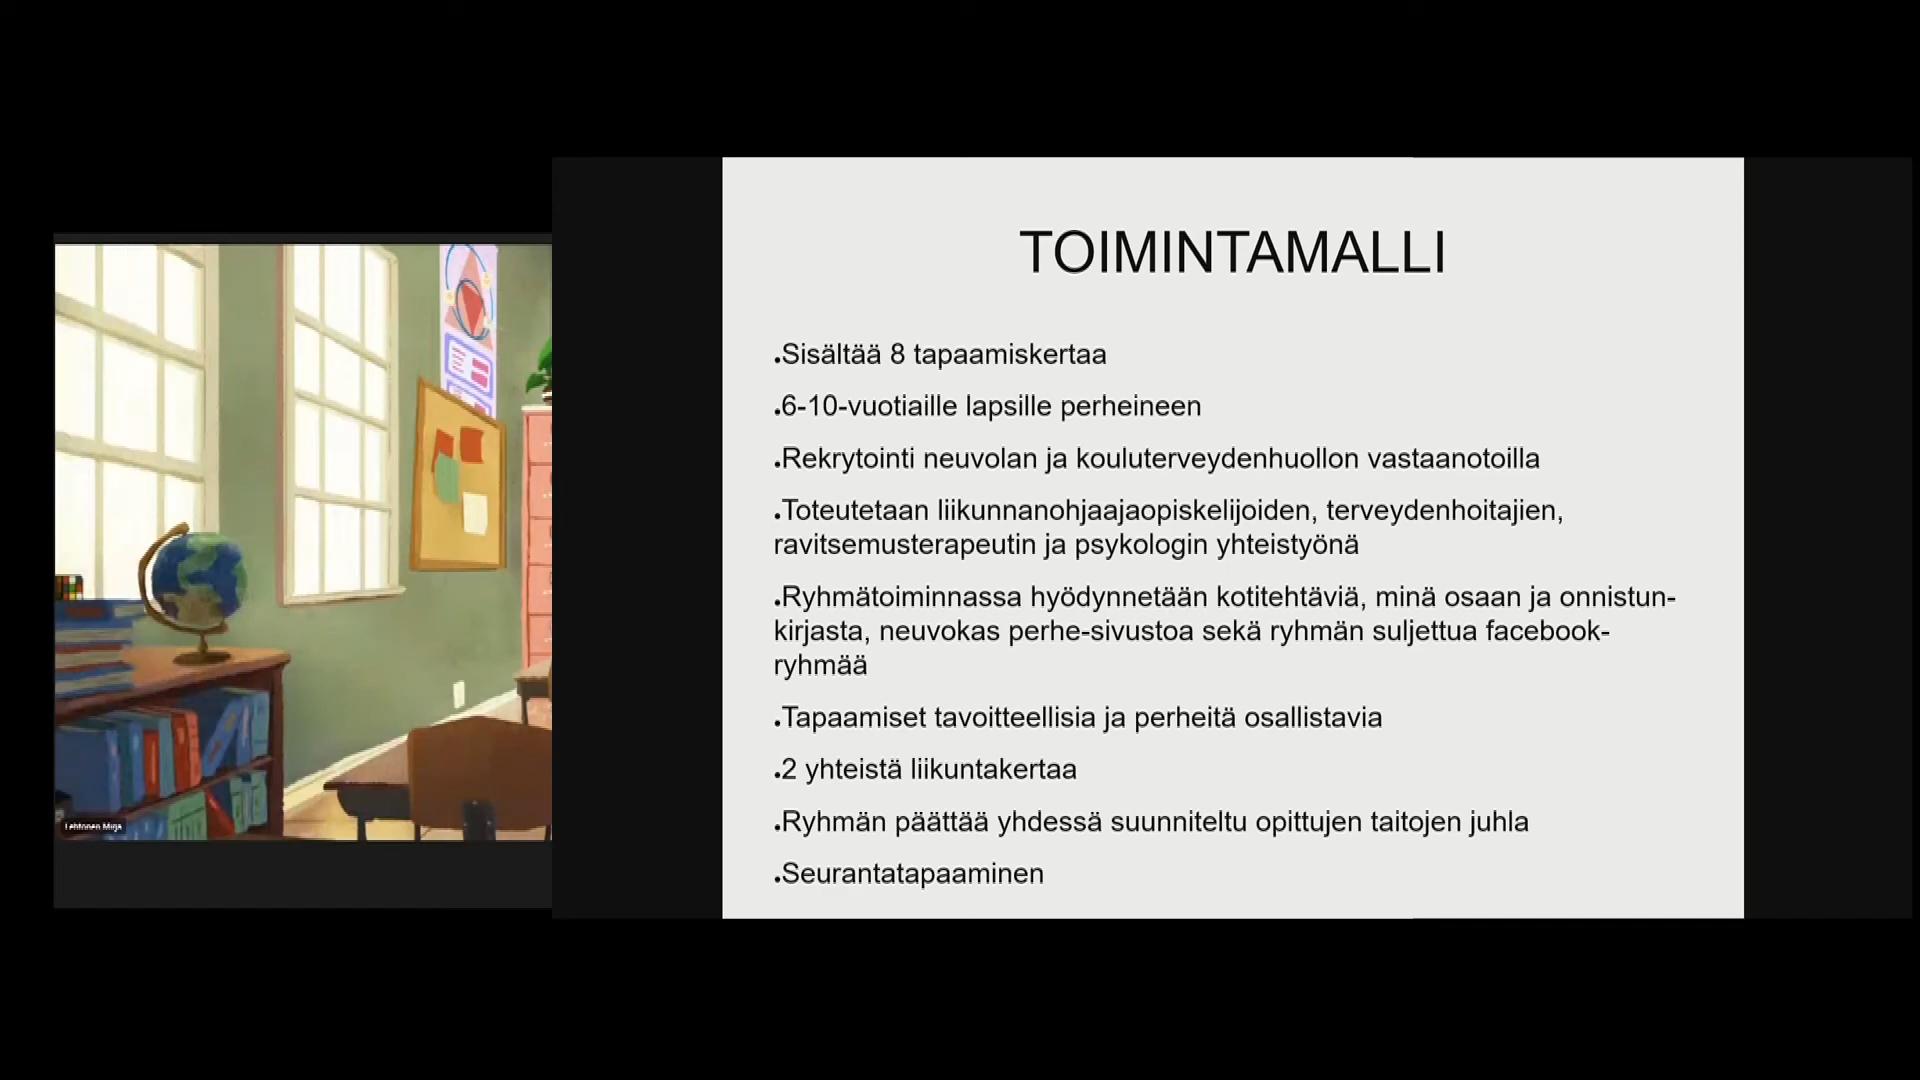 TOIMINTAMALLI
•Sisältää 8 tapaamiskertaa
•6-10-vuotiaille lapsille perheineen
•Rekrytointi neuvolan ja kouluterveydenhuollon vastaanotoilla
•Toteutetaan liikunnanohjaajaopiskelijoiden, terveydenhoitajien,
ravitsemusterapeutin ja psykologin yhteistyönä
•Ryhmätoiminnassa hyödynnetään kotitehtäviä, minä osaan ja onnistun-
kirjasta, neuvokas perhe-sivustoa sekä ryhmän suljettua facebook-
ryhmää
•Tapaamiset tavoitteellisia ja perheitä osallistavia
•2 yhteistä liikuntakertaa
•Ryhmän päättää yhdessä suunniteltu opittujen taitojen juhla
•Seurantatapaaminen
Lehtonen Mirja